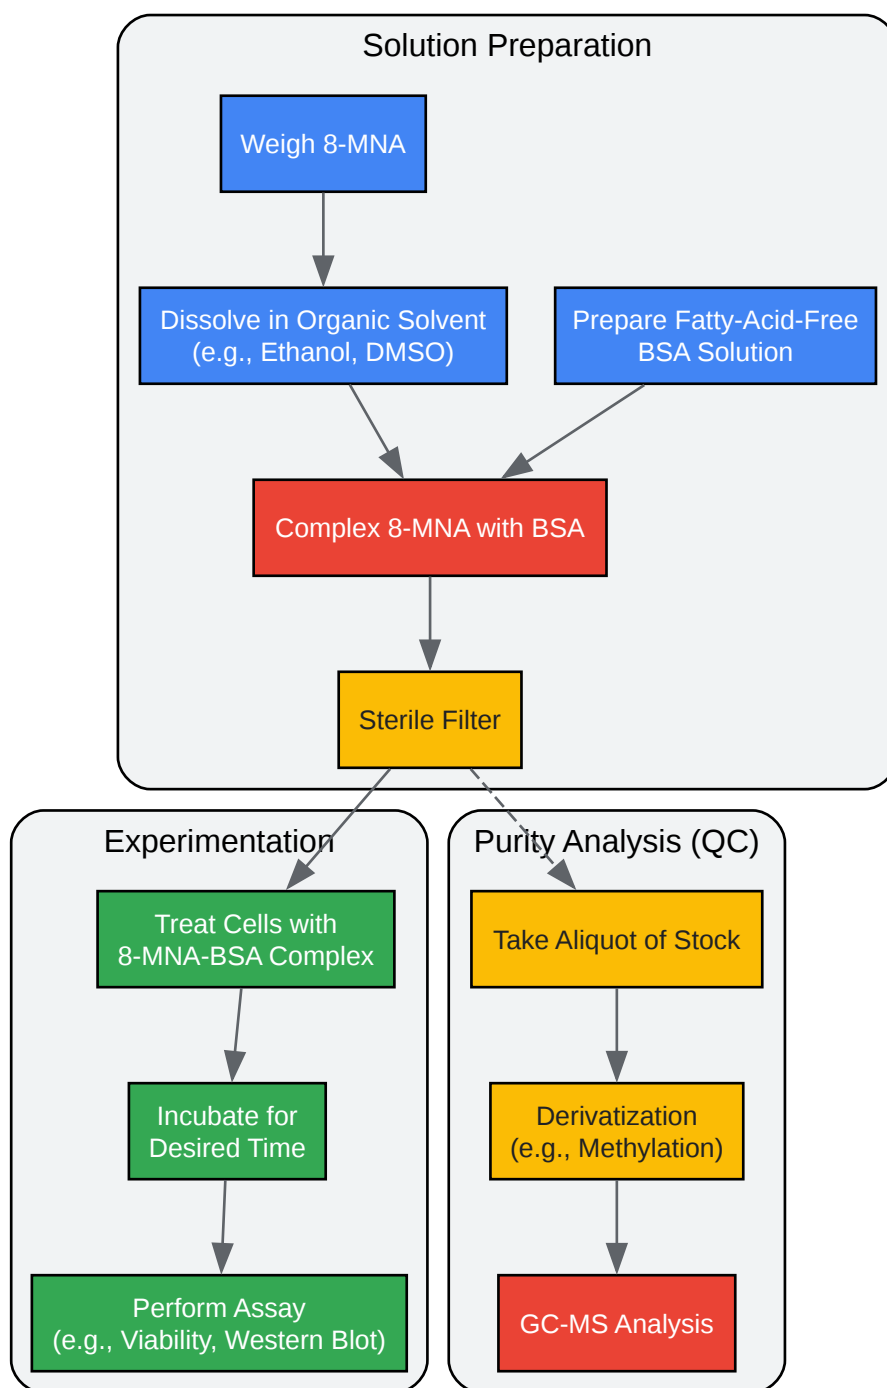 Solution Preparation
Weigh 8-MNA
Dissolve in Organic Solvent
(e.g., Ethanol, DMSO)
Prepare Fatty-Acid-Free
BSA Solution
Complex 8-MNA with BSA
Sterile Filter
Experimentation
Treat Cells with
8-MNA-BSA Complex
Incubate for
Desired Time
Perform Assay
(e.g., Viability, Western Blot)
Purity Analysis (QC)
Take Aliquot of Stock
Derivatization
(e.g., Methylation)
GC-MS Analysis